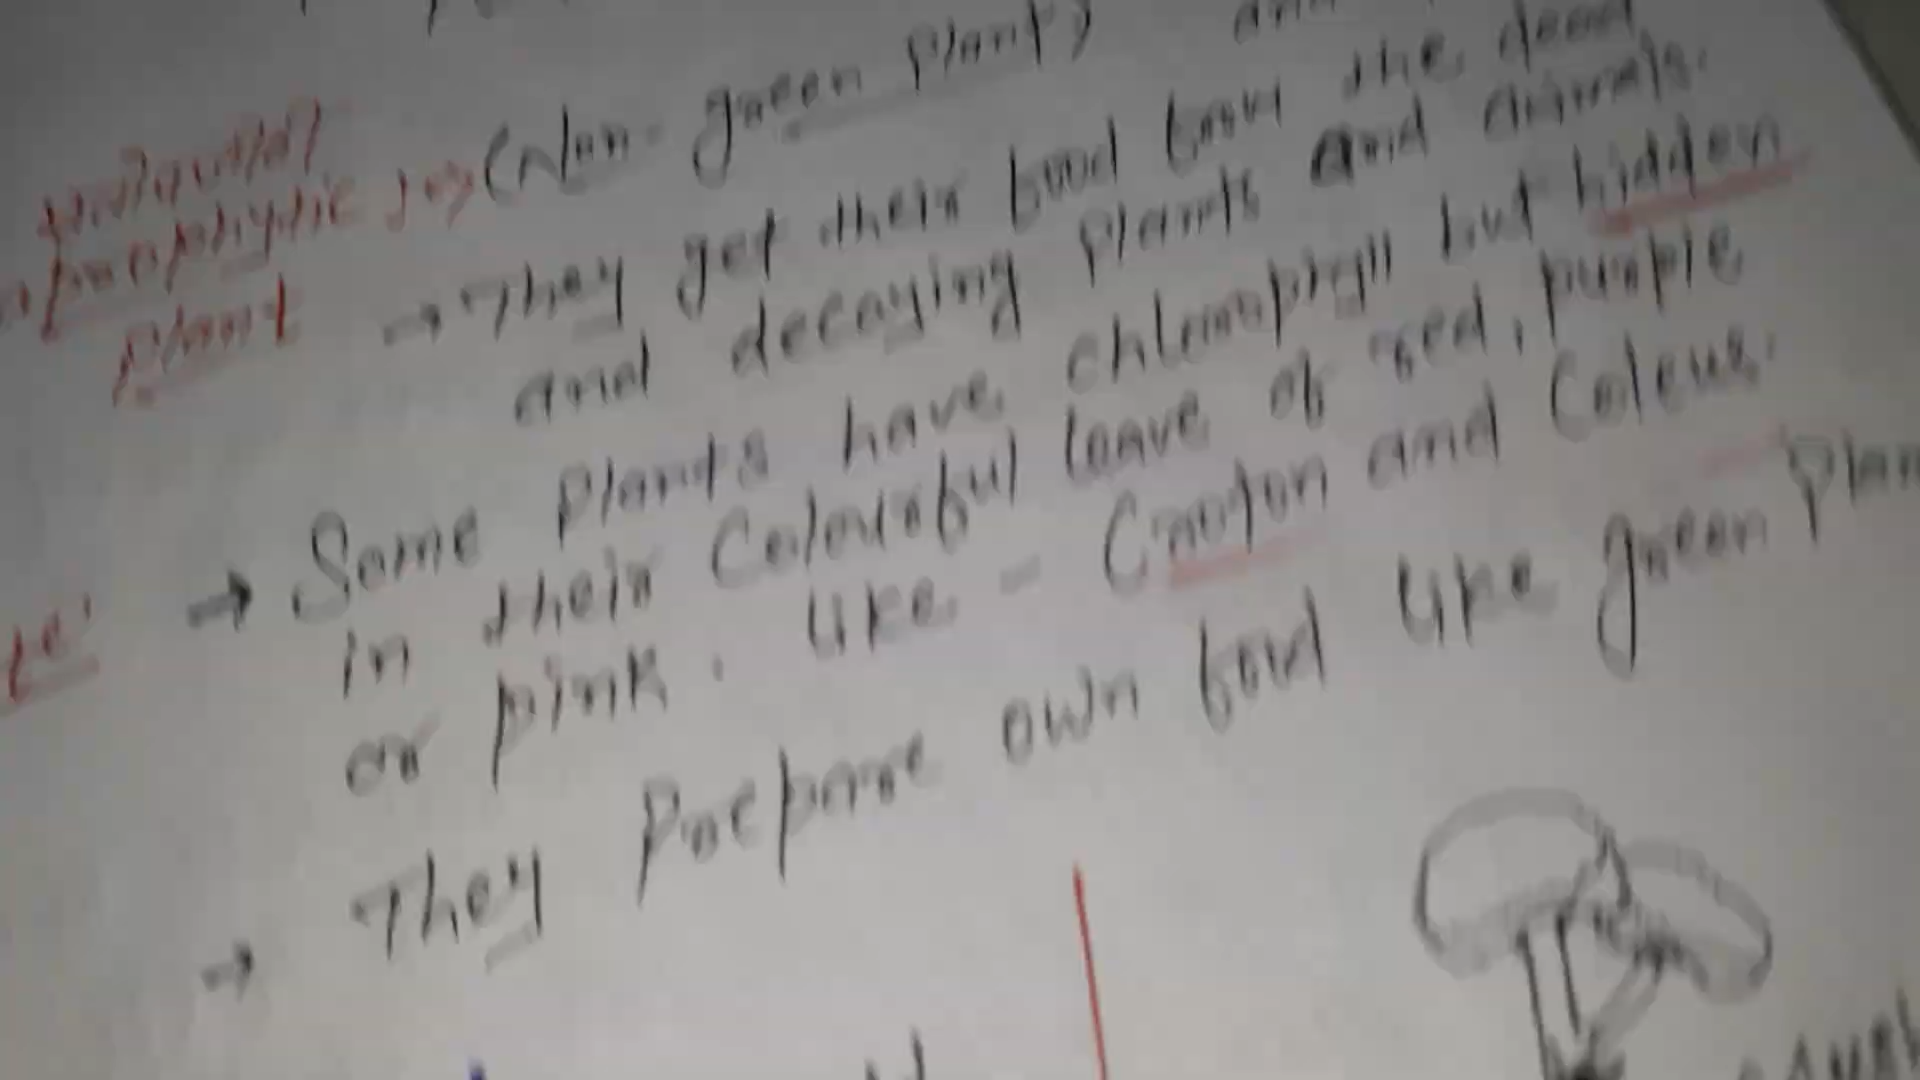 (Non-green plant)
saprophytic
plant
→ They get their food from the dead
and decaying plants and animals.
→ Some plants have chlorophyll but hidden
in their Colourful leave of red, purple
or pink. like - Croton and Coleus.
→ They Prepare own food like green plan